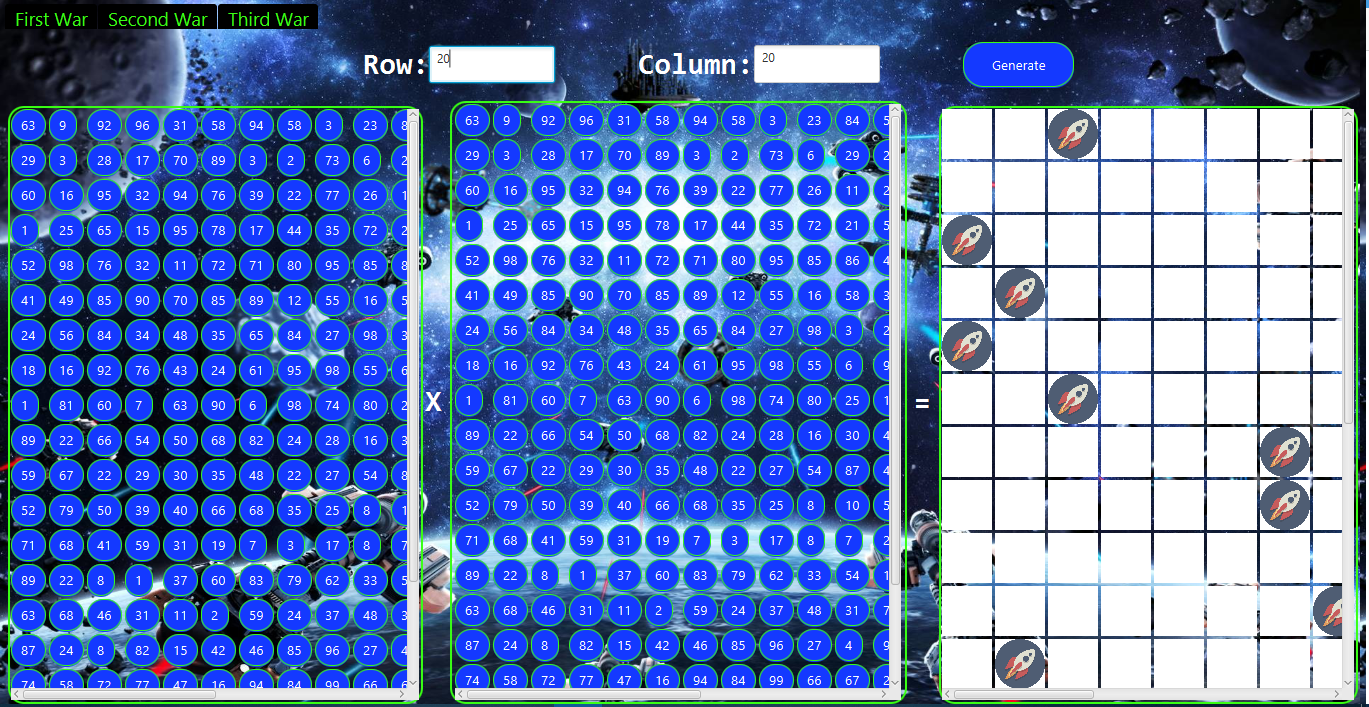 First War Second War Third War
Row: 20 Column: 20 Generate
63 9 92 96 31 58 94 58 3 23 63 9 92 96 31 58 94 58 3 23 84
29 3 28 17 70 89 3 2 73 6 29 3 28 17 70 89 3 2 73 6 29
60 16 95 32 94 76 39 22 77 26 60 16 95 32 94 76 39 22 77 26 11
1 25 65 15 95 78 17 44 35 72 1 25 65 15 95 78 17 44 35 72 21
52 98 76 32 11 72 71 80 95 85 52 98 76 32 11 72 71 80 95 85 86
41 49 85 90 70 85 89 12 55 16 41 49 85 90 70 85 89 12 55 16 58
24 56 84 34 48 35 65 84 27 98 24 56 84 34 48 35 65 84 27 98 3
18 16 92 76 43 24 61 95 98 55 18 16 92 76 43 24 61 95 98 55 6
1 81 60 7 63 90 6 98 74 80 X 1 81 60 7 63 90 6 98 74 80 25 =
89 22 66 54 50 68 82 24 28 16 89 22 66 54 50 68 82 24 28 16 30
59 67 22 29 30 35 48 22 27 54 59 67 22 29 30 35 48 22 27 54 87
52 79 50 39 40 66 68 35 25 8 52 79 50 39 40 66 68 35 25 8 10
71 68 41 59 31 19 7 3 17 8 71 68 41 59 31 19 7 3 17 8 7
89 22 8 1 37 60 83 79 62 33 89 22 8 1 37 60 83 79 62 33 54
63 68 46 31 11 2 59 24 37 48 63 68 46 31 11 2 59 24 37 48 31
87 24 8 82 15 42 46 85 96 27 87 24 8 82 15 42 46 85 96 27 4
74 58 72 77 47 16 94 84 99 66 74 58 72 77 47 16 94 84 99 66 67